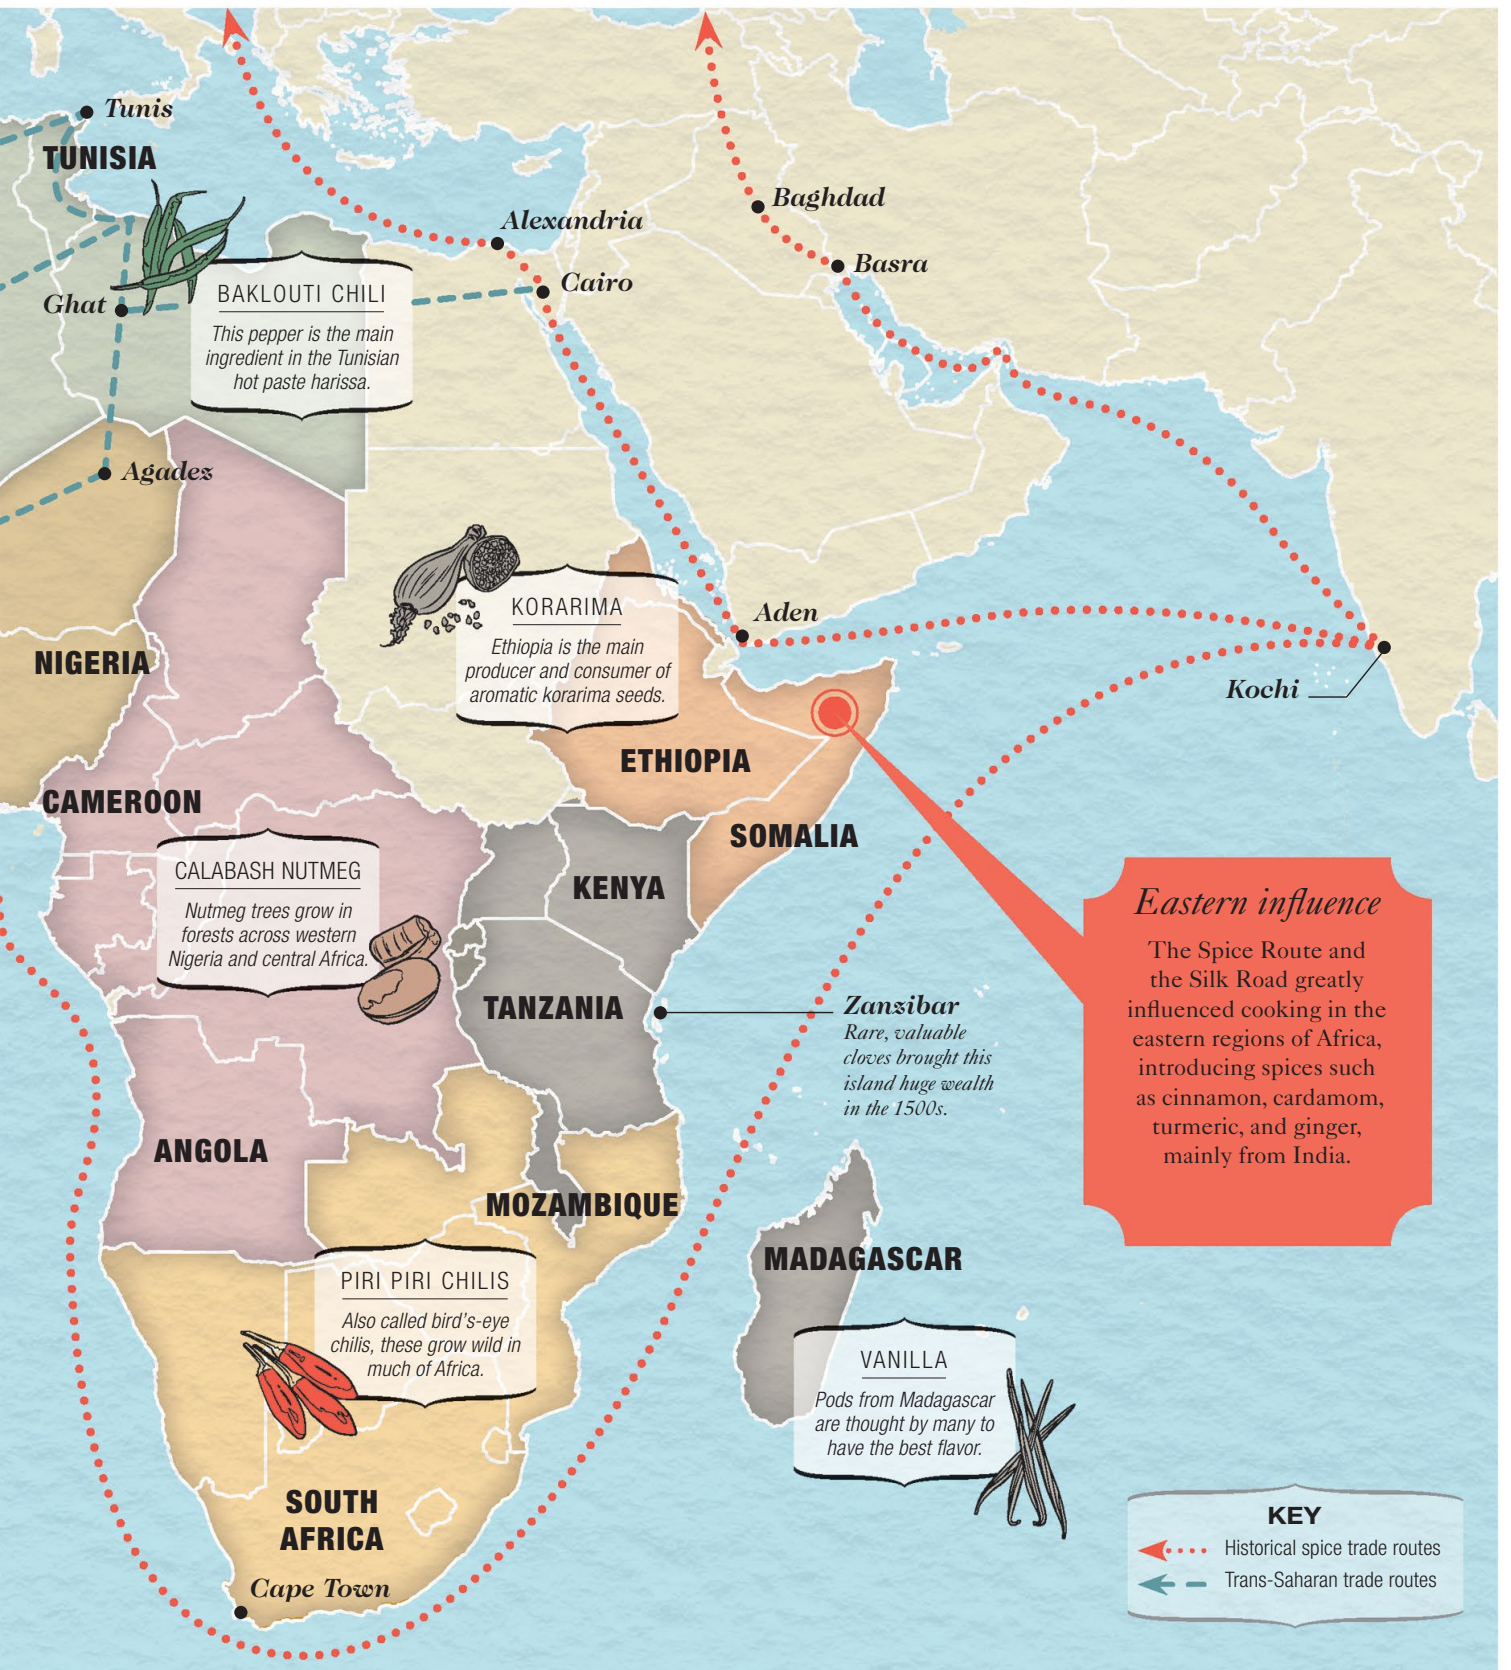 Tunis
TUNISIA
Alexandria
Baghdad
Basra
Cairo
Ghat
BAKLOUTI CHILI
This pepper is the main
ingredient in the Tunisian
hot paste harissa.
Agadez
KORARIMA
Ethiopia is the main
producer and consumer of
aromatic korarima seeds.
Aden
NIGERIA
Kochi
ETHIOPIA
CAMEROON
SOMALIA
CALABASH NUTMEG
Nutmeg trees grow in
forests across western
Nigeria and central Africa.
KENYA
TANZANIA
Zanzibar
Rare, valuable
cloves brought this
island huge wealth
in the 1500s.
Eastern influence
The Spice Route and
the Silk Road greatly
influenced cooking in the
eastern regions of Africa,
introducing spices such
as cinnamon, cardamom,
turmeric, and ginger,
mainly from India.
ANGOLA
MOZAMBIQUE
MADAGASCAR
PIRI PIRI CHILIS
Also called bird's-eye
chilis, these grow wild in
much of Africa.
VANILLA
Pods from Madagascar
are thought by many to
have the best flavor.
SOUTH
AFRICA
Cape Town
KEY
Historical spice trade routes
Trans-Saharan trade routes